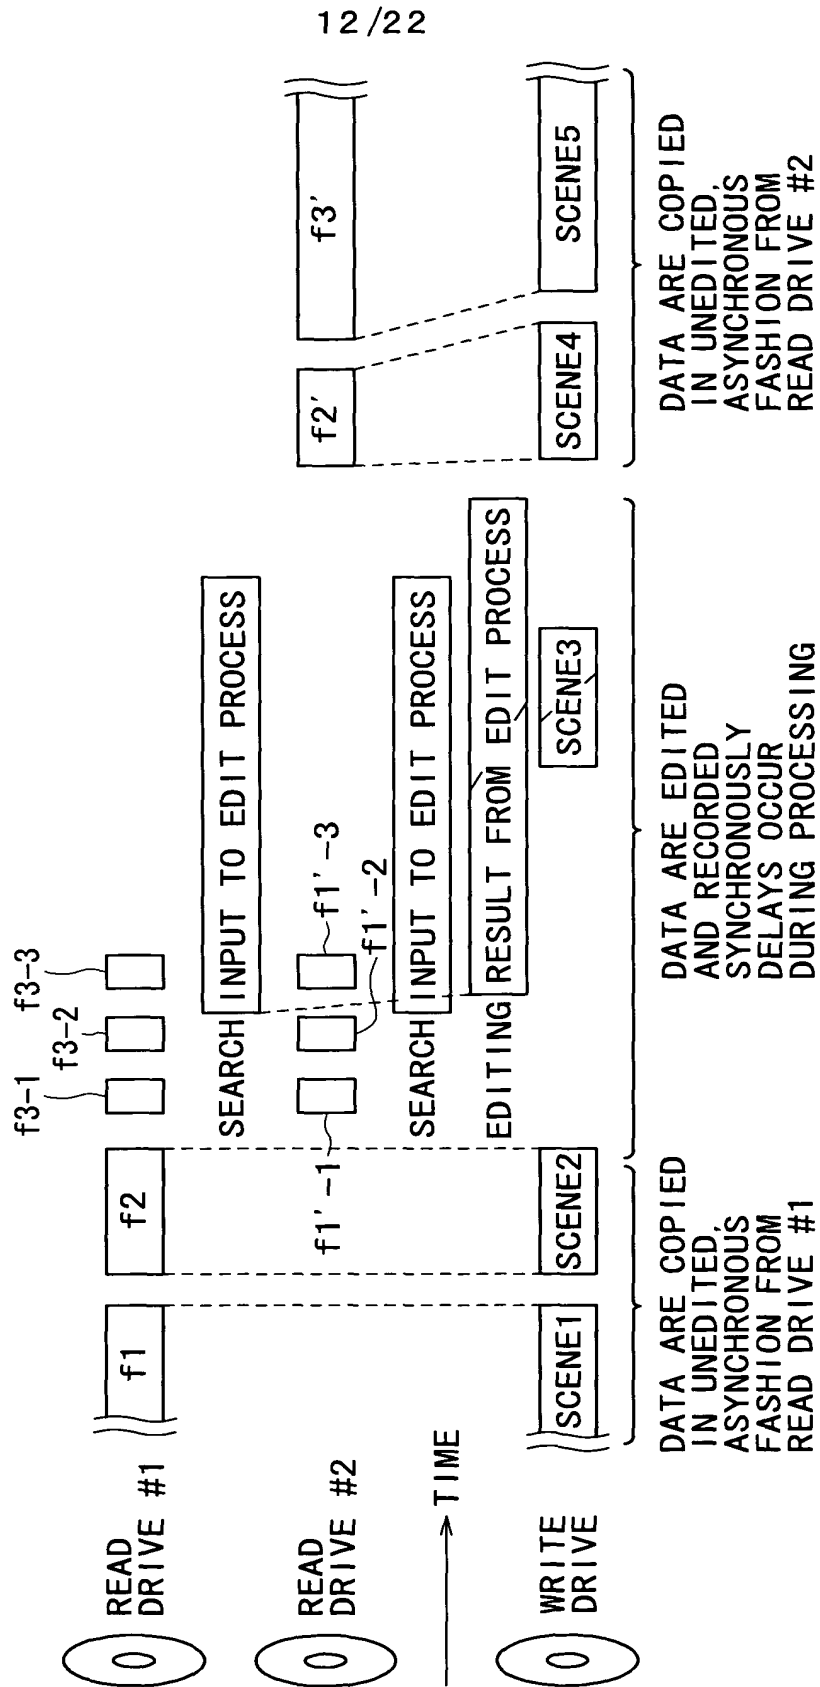 12/22
READ
DRIVE #1
f1
f2
f3-1
f3-2
f3-3
SEARCH
INPUT TO EDIT PROCESS
READ
DRIVE #2
f1'-1
f1'-2
f1'-3
f2'
f3'
SEARCH
INPUT TO EDIT PROCESS
TIME
EDITING
RESULT FROM EDIT PROCESS
WRITE
DRIVE
SCENE1
SCENE2
SCENE3
SCENE4
SCENE5
DATA ARE COPIED
IN UNEDITED,
ASYNCHRONOUS
FASHION FROM
READ DRIVE #1
DATA ARE EDITED
AND RECORDED
SYNCHRONOUSLY
DELAYS OCCUR
DURING PROCESSING
DATA ARE COPIED
IN UNEDITED,
ASYNCHRONOUS
FASHION FROM
READ DRIVE #2